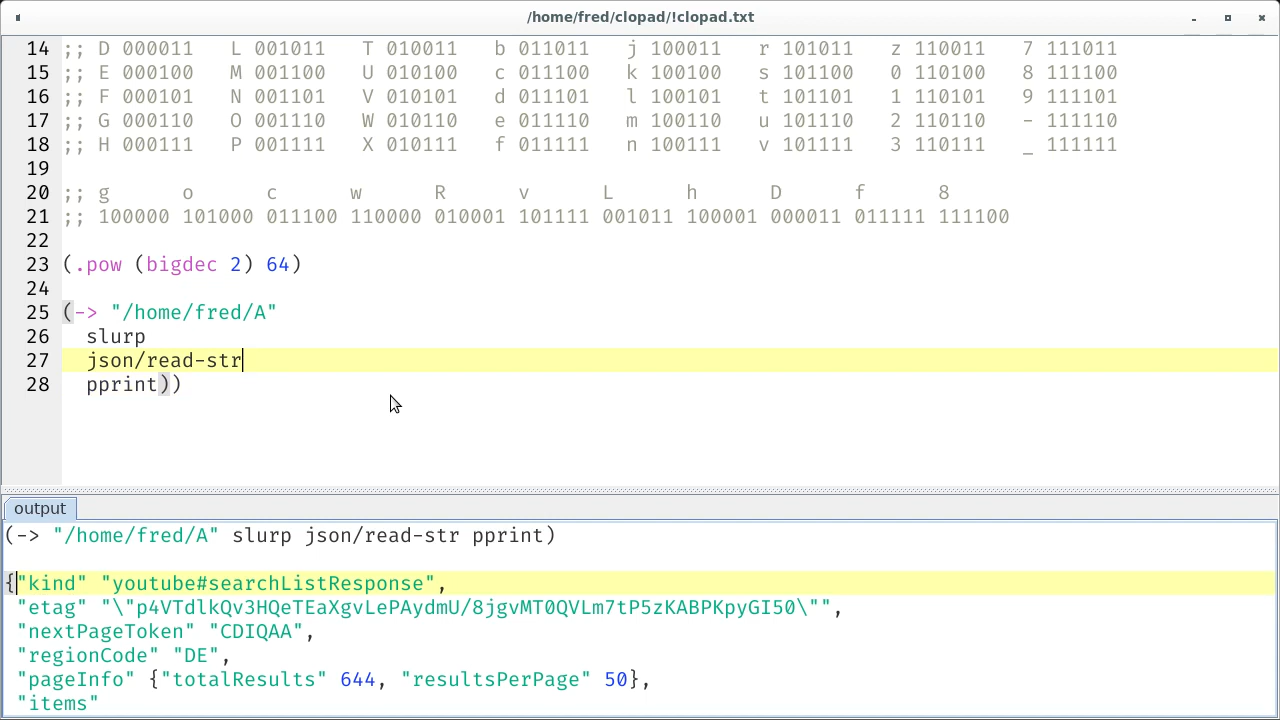 /home/fred/clopad/!clopad.txt
14 ;; D 000011 L 001011 T 010011 b 011011 j 100011 r 101011 z 110011 7 111011
15 ;; E 000100 M 001100 U 010100 c 011100 k 100100 s 101100 0 110100 8 111100
16 ;; F 000101 N 001101 V 010101 d 011101 l 100101 t 101101 1 110101 9 111101
17 ;; G 000110 O 001110 W 010110 e 011110 m 100110 u 101110 2 110110 - 111110
18 ;; H 000111 P 001111 X 010111 f 011111 n 100111 v 101111 3 110111 _ 111111
19
20 ;; g o c w R v L h D f 8
21 ;; 100000 101000 011100 110000 010001 101111 001011 100001 000011 011111 111100
22
23 (.pow (bigdec 2) 64)
24
25 (-> "/home/fred/A"
26 slurp
27 json/read-str
28 pprint))
output
(-> "/home/fred/A" slurp json/read-str pprint)
{"kind" "youtube#searchListResponse",
"etag" "\"p4VTdlkQv3HQeTEaXgvLePAydmU/8jgvMT0QVLm7tP5zKABPKpyGI50\"",
"nextPageToken" "CDIQAA",
"regionCode" "DE",
"pageInfo" {"totalResults" 644, "resultsPerPage" 50},
"items"